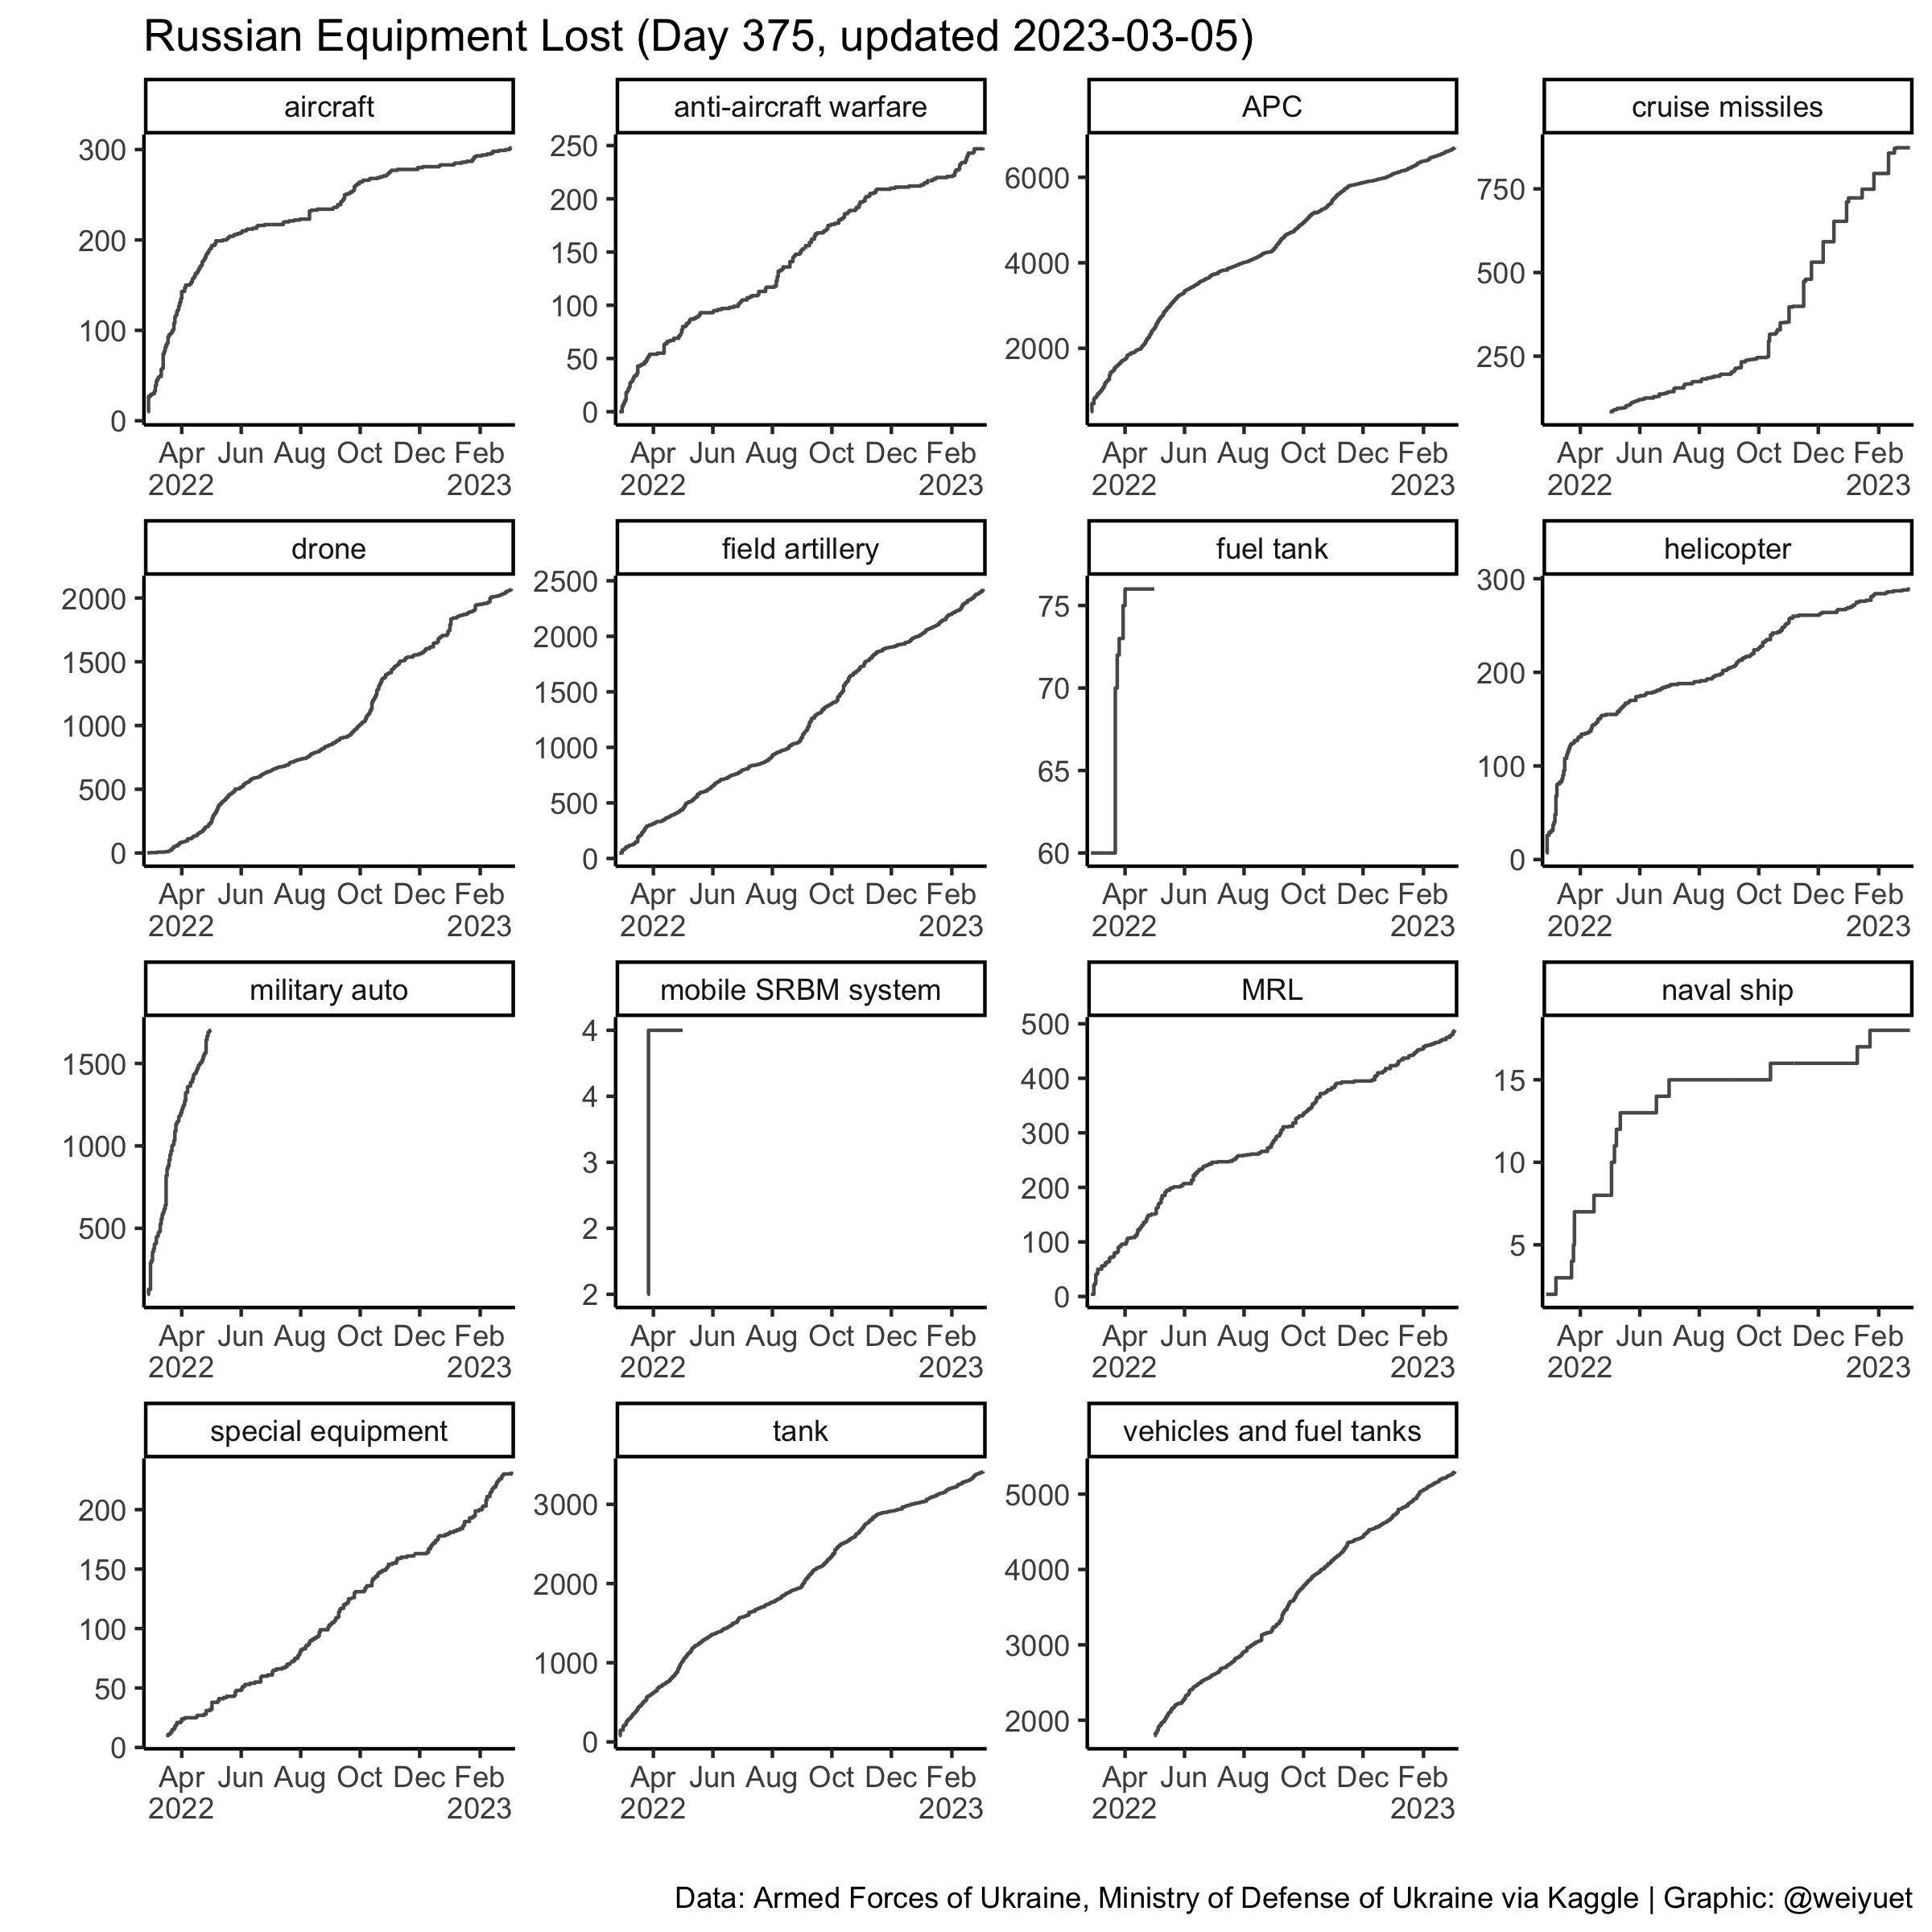 Russian Equipment Lost (Day 375, updated 2023-03-05)
aircraft
300
200
100
0
Apr Jun Aug Oct Dec Feb
2022 2023
anti-aircraft warfare
250
200
150
100
50
0
Apr Jun Aug Oct Dec Feb
2022 2023
APC
6000
4000
2000
Apr Jun Aug Oct Dec Feb
2022 2023
cruise missiles
750
500
250
Apr Jun Aug Oct Dec Feb
2022 2023
drone
2000
1500
1000
500
0
Apr Jun Aug Oct Dec Feb
2022 2023
field artillery
2500
2000
1500
1000
500
0
Apr Jun Aug Oct Dec Feb
2022 2023
fuel tank
75
70
65
60
Apr Jun Aug Oct Dec Feb
2022 2023
helicopter
300
200
100
0
Apr Jun Aug Oct Dec Feb
2022 2023
military auto
1500
1000
500
Apr Jun Aug Oct Dec Feb
2022 2023
mobile SRBM system
4
4
3
2
2
Apr Jun Aug Oct Dec Feb
2022 2023
MRL
500
400
300
200
100
0
Apr Jun Aug Oct Dec Feb
2022 2023
naval ship
15
10
5
Apr Jun Aug Oct Dec Feb
2022 2023
special equipment
200
150
100
50
0
Apr Jun Aug Oct Dec Feb
2022 2023
tank
3000
2000
1000
0
Apr Jun Aug Oct Dec Feb
2022 2023
vehicles and fuel tanks
5000
4000
3000
2000
Apr Jun Aug Oct Dec Feb
2022 2023
Data: Armed Forces of Ukraine, Ministry of Defense of Ukraine via Kaggle | Graphic: @weiyuet